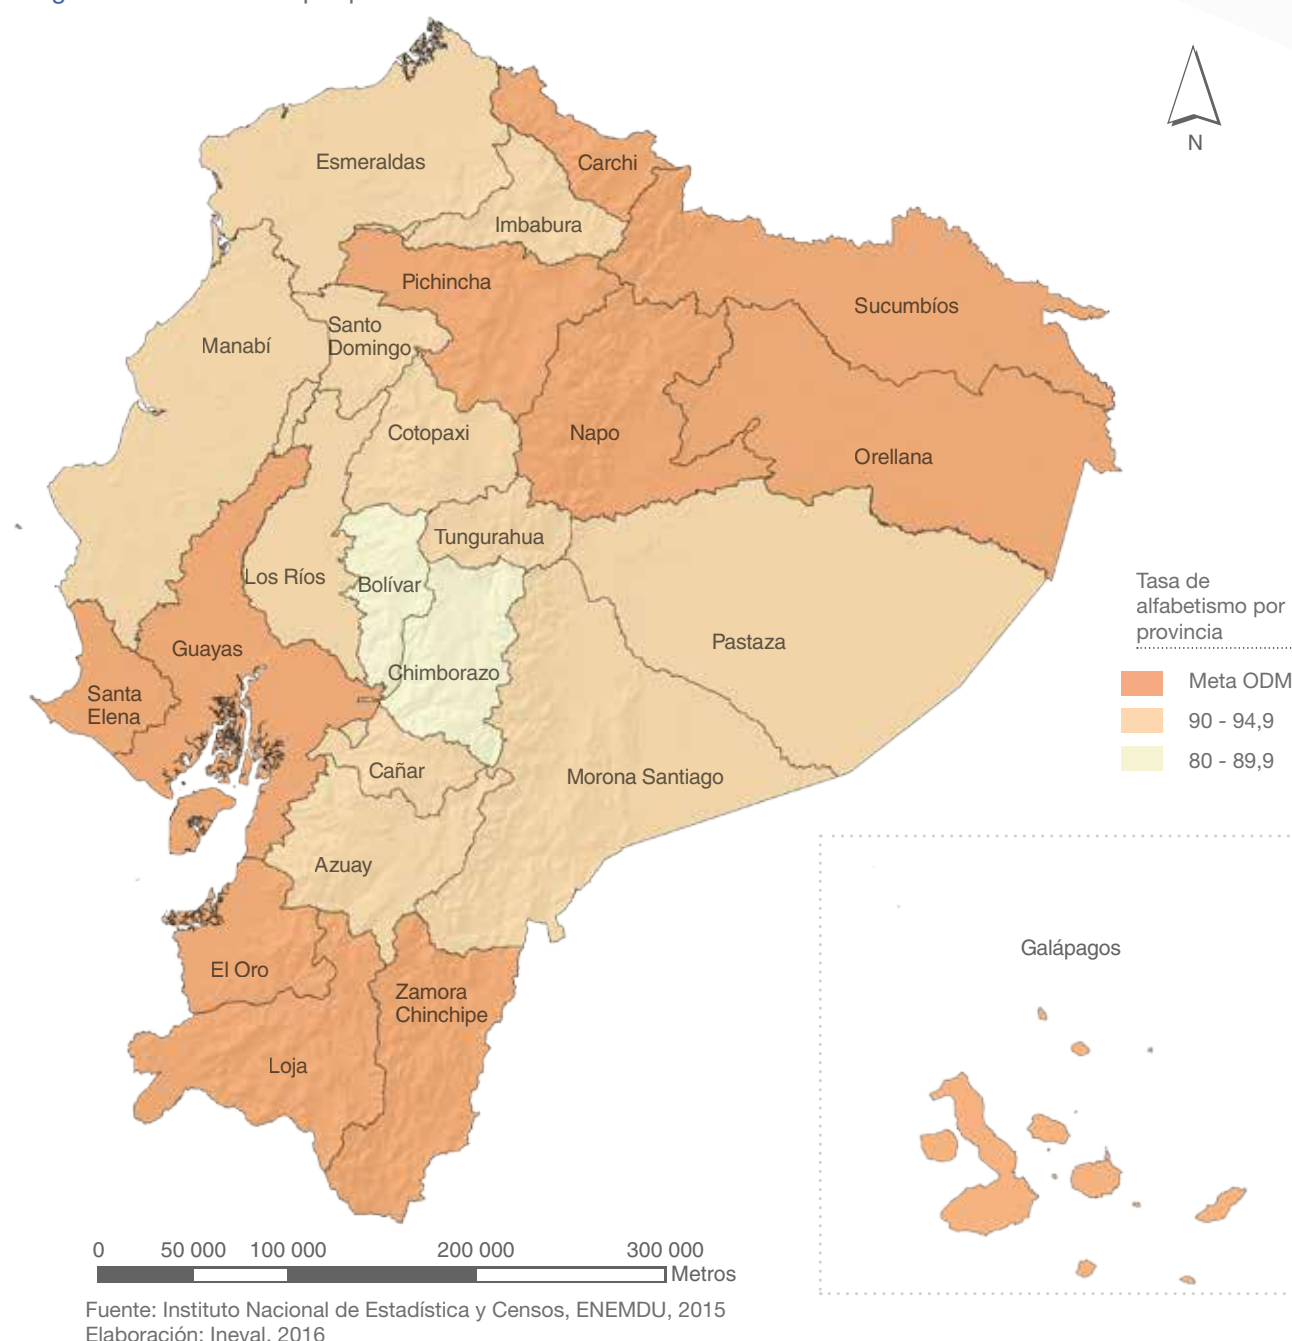 N
Esmeraldas
Carchi
Imbabura
Pichincha
Sucumbíos
Santo
Domingo
Manabí
Cotopaxi
Napo
Orellana
Tungurahua
Los Ríos
Bolívar
Pastaza
Guayas
Chimborazo
Santa
Elena
Cañar
Morona Santiago
Azuay
El Oro
Zamora
Chinchipe
Loja
Tasa de
alfabetismo por
provincia
Meta ODM
90 - 94,9
80 - 89,9
Galápagos
0 50 000 100 000 200 000 300 000
Metros
Fuente: Instituto Nacional de Estadística y Censos, ENEMDU, 2015
Elaboración: Ineval, 2016